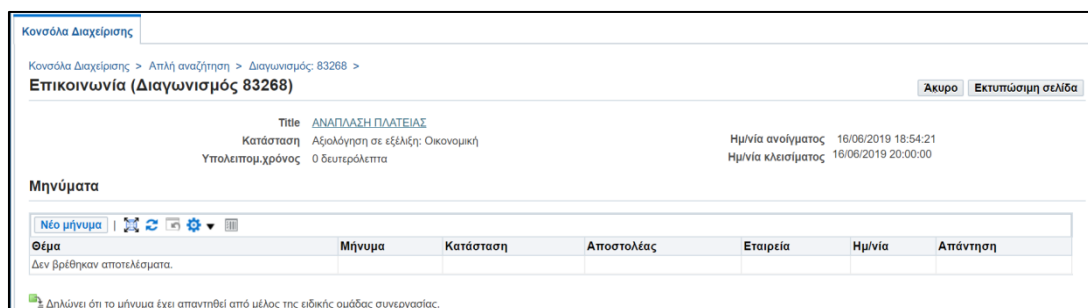 Κονσόλα Διαχείρισης
Κονσόλα Διαχείρισης > Απλή αναζήτηση > Διαγωνισμός: 83268 >
Επικοινωνία (Διαγωνισμός 83268)
Άκυρο Εκτυπώσιμη σελίδα
Title ΑΝΑΠΛΑΣΗ ΠΛΑΤΕΙΑΣ
Κατάσταση Αξιολόγηση σε εξέλιξη: Οικονομική
Υπολειπομ.χρόνος 0 δευτερόλεπτα
Ημ/νία ανοίγματος 16/06/2019 18:54:21
Ημ/νία κλεισίματος 16/06/2019 20:00:00
Μηνύματα
Νέο μήνυμα
Θέμα Μήνυμα Κατάσταση Αποστολέας Εταιρεία Ημ/νία Απάντηση
Δεν βρέθηκαν αποτελέσματα.
Δηλώνει ότι το μήνυμα έχει απαντηθεί από μέλος της ειδικής ομάδας συνεργασίας.